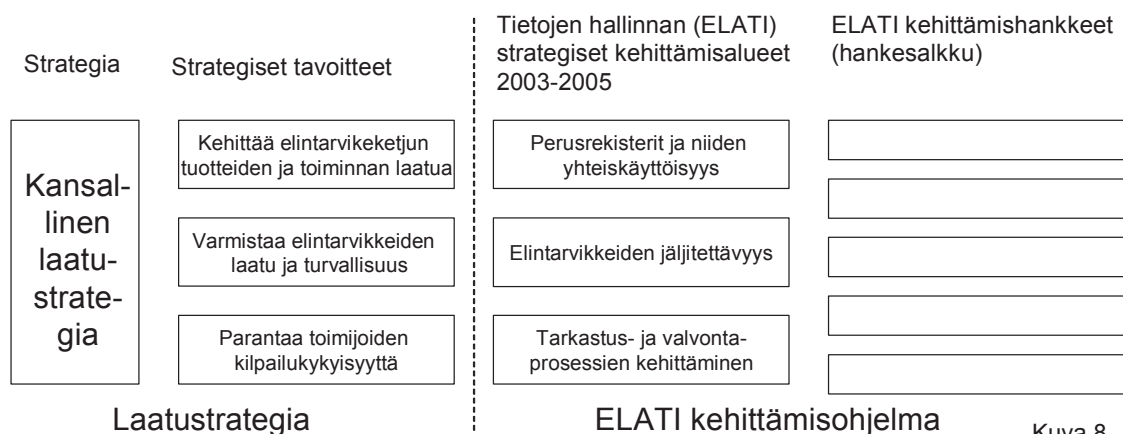 Strategia
Strategiset tavoitteet
Tietojen hallinnan (ELATI)
strategiset kehittämisalueet
2003-2005
ELATI kehittämishankkeet
(hankesalkku)
Kansal-
linen
laatu-
strate-
gia
Kehittää elintarvikeketjun
tuotteiden ja toiminnan laatua
Varmistaa elintarvikkeiden
laatu ja turvallisuus
Parantaa toimijoiden
kilpailukykyisyyttä
Perusrekisterit ja niiden
yhteiskäyttöisyys
Elintarvikkeiden jäljitettävyys
Tarkastus- ja valvonta-
prosessien kehittäminen
Laatustrategia
ELATI kehittämisohjelma
Kuva 8